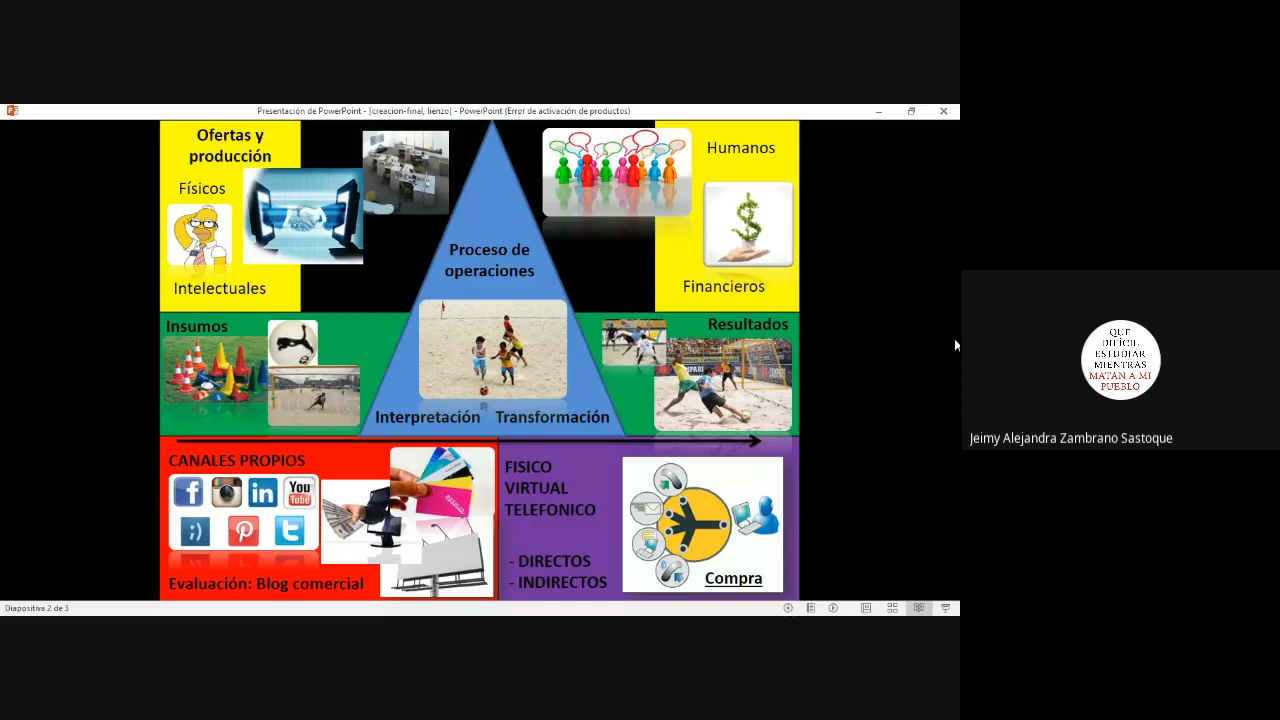 Presentación de PowerPoint - [creacion-final, lienzo] - PowerPoint (Error de activación de productos)
Ofertas y
producción
Físicos
Intelectuales
Proceso de
operaciones
Humanos
Financieros
Insumos
Resultados
Interpretación Transformación
CANALES PROPIOS
You
Tube
Evaluación: Blog comercial
FISICO
VIRTUAL
TELEFONICO
- DIRECTOS
- INDIRECTOS
Compra
Diapositiva 2 de 3
QUE
DIFÍCIL
ESTUDIAR
MIENTRAS
MATAN A MI
PUEBLO
Jeimy Alejandra Zambrano Sastoque